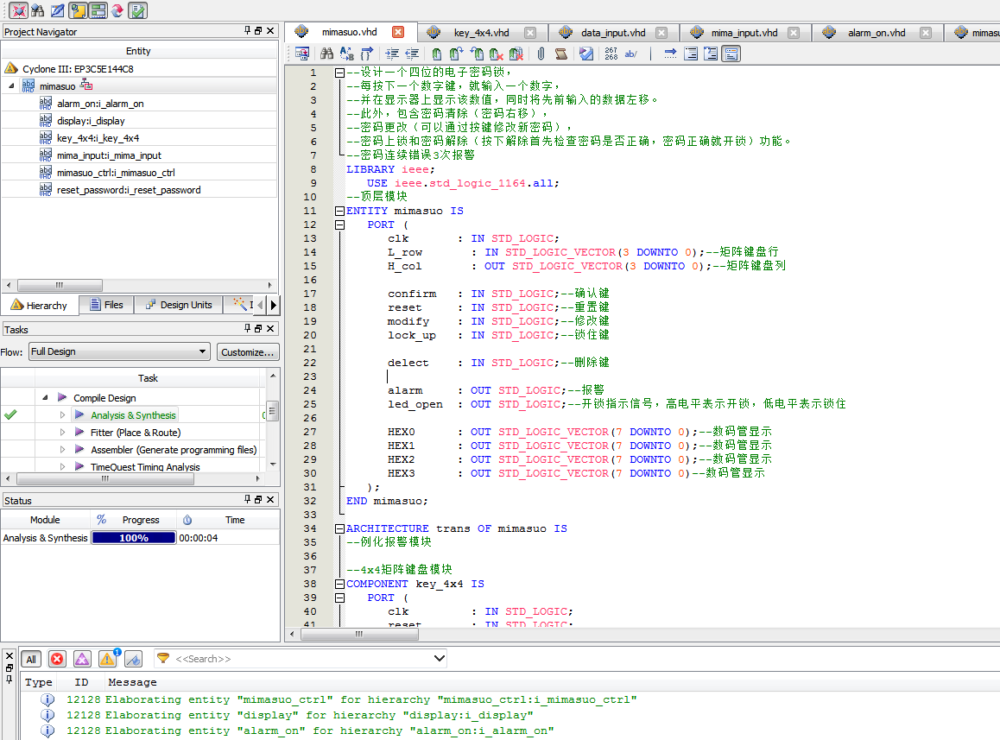 Project Navigator
Entity
Cyclone III: EP3C5E144C8
mimasuo
alarm_on:i_alarm_on
display:i_display
key_4x4:i_key_4x4
mima_input:i_mima_input
mimasuo_ctrl:i_mimasuo_ctrl
reset_password:i_reset_password
Hierarchy
Files
Design Units
Tasks
Flow: Full Design
Customize...
Task
Compile Design
Analysis & Synthesis
Fitter (Place & Route)
Assembler (Generate programming files)
TimeQuest Timing Analysis
Status
Module % Progress Time
Analysis & Synthesis 100% 00:00:04
mimasuo.vhd
key_4x4.vhd
data_input.vhd
mima_input.vhd
alarm_on.vhd
mimasu
267
268
ab/
1 --设计一个四位的电子密码锁，
2 --每按下一个数字键，就输入一个数字，
3 --并在显示器上显示该数值，同时将先前输入的数据左移。
4 --此外，包含密码清除（密码右移），
5 --密码更改（可以通过按键修改新密码），
6 --密码上锁和密码解除（按下解除首先检查密码是否正确，密码正确就开锁）功能。
7 --密码连续错误3次报警
8 LIBRARY ieee;
9 USE ieee.std_logic_1164.all;
10 --顶层模块
11 ENTITY mimasuo IS
12 PORT (
13 clk : IN STD_LOGIC;
14 L_row : IN STD_LOGIC_VECTOR(3 DOWNTO 0);--矩阵键盘行
15 H_col : OUT STD_LOGIC_VECTOR(3 DOWNTO 0);--矩阵键盘列
16
17 confirm : IN STD_LOGIC;--确认键
18 reset : IN STD_LOGIC;--重置键
19 modify : IN STD_LOGIC;--修改键
20 lock_up : IN STD_LOGIC;--锁住键
21
22 delect : IN STD_LOGIC;--删除键
23
24 alarm : OUT STD_LOGIC;--报警
25 led_open : OUT STD_LOGIC;--开锁指示信号，高电平表示开锁，低电平表示锁住
26
27 HEX0 : OUT STD_LOGIC_VECTOR(7 DOWNTO 0);--数码管显示
28 HEX1 : OUT STD_LOGIC_VECTOR(7 DOWNTO 0);--数码管显示
29 HEX2 : OUT STD_LOGIC_VECTOR(7 DOWNTO 0);--数码管显示
30 HEX3 : OUT STD_LOGIC_VECTOR(7 DOWNTO 0)--数码管显示
31 );
32 END mimasuo;
33
34 ARCHITECTURE trans OF mimasuo IS
35 --例化报警模块
36
37 --4x4矩阵键盘模块
38 COMPONENT key_4x4 IS
39 PORT (
40 clk : IN STD_LOGIC;
41 reset : IN STD_LOGIC;
All
1
<<Search>>
Type ID Message
12128 Elaborating entity "mimasuo_ctrl" for hierarchy "mimasuo_ctrl:i_mimasuo_ctrl"
12128 Elaborating entity "display" for hierarchy "display:i_display"
12128 Elaborating entity "alarm_on" for hierarchy "alarm_on:i_alarm_on"